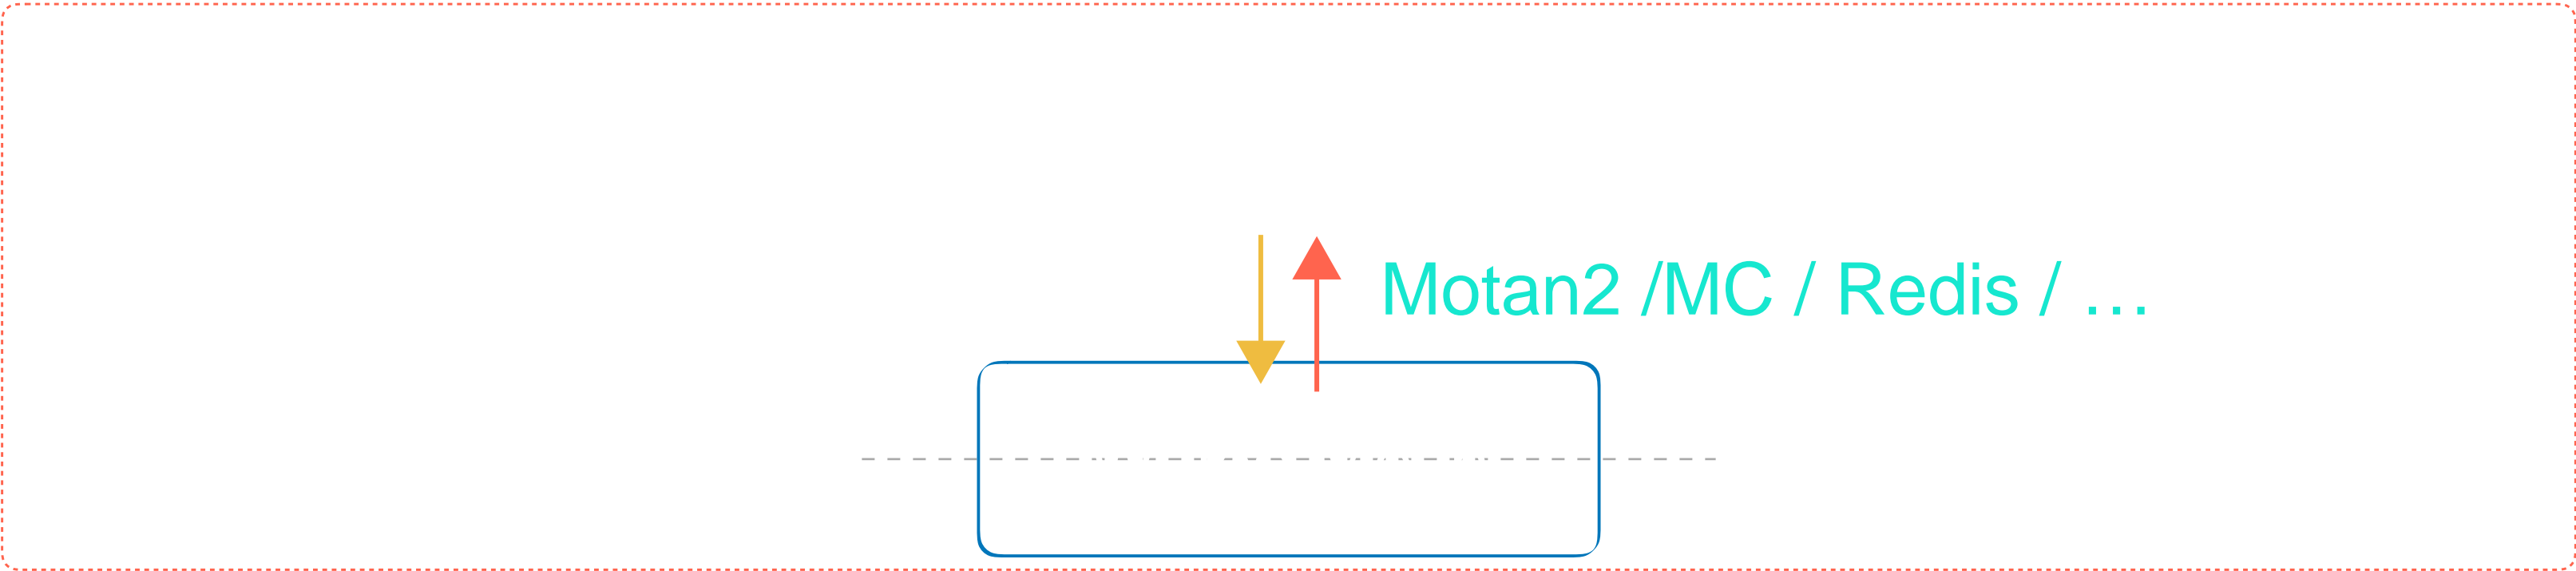 Motan2 /MC / Redis / …